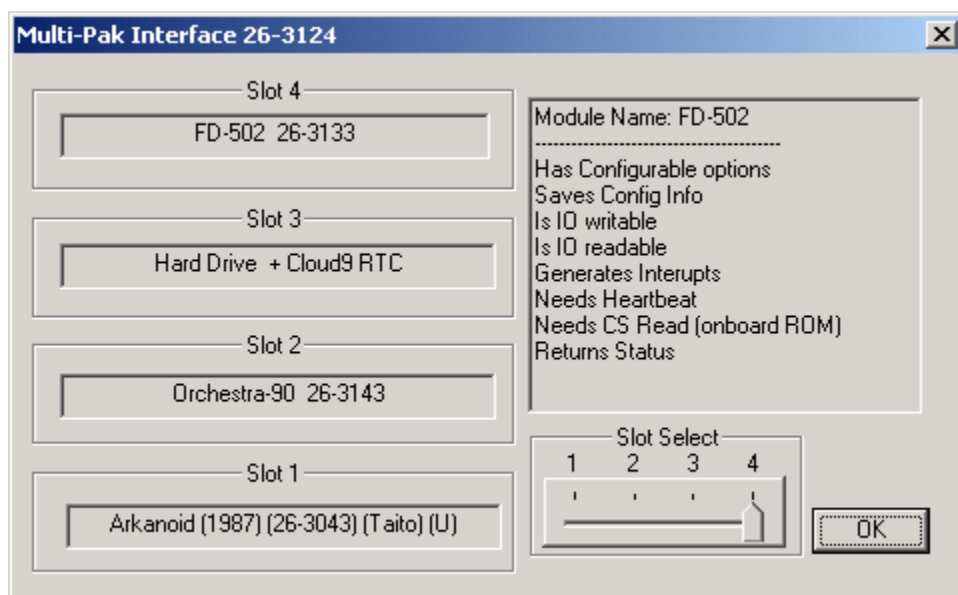 Multi-Pak Interface 26-3124
Slot 4
FD-502 26-3133
Slot 3
Hard Drive + Cloud9 RTC
Slot 2
Orchestra-90 26-3143
Slot 1
Arkanoid (1987) (26-3043) (Taito) (U)
Module Name: FD-502
-----------------------------------------
Has Configurable options
Saves Config Info
Is IO writable
Is IO readable
Generates Interupts
Needs Heartbeat
Needs CS Read (onboard ROM)
Returns Status
Slot Select
1 2 3 4
OK